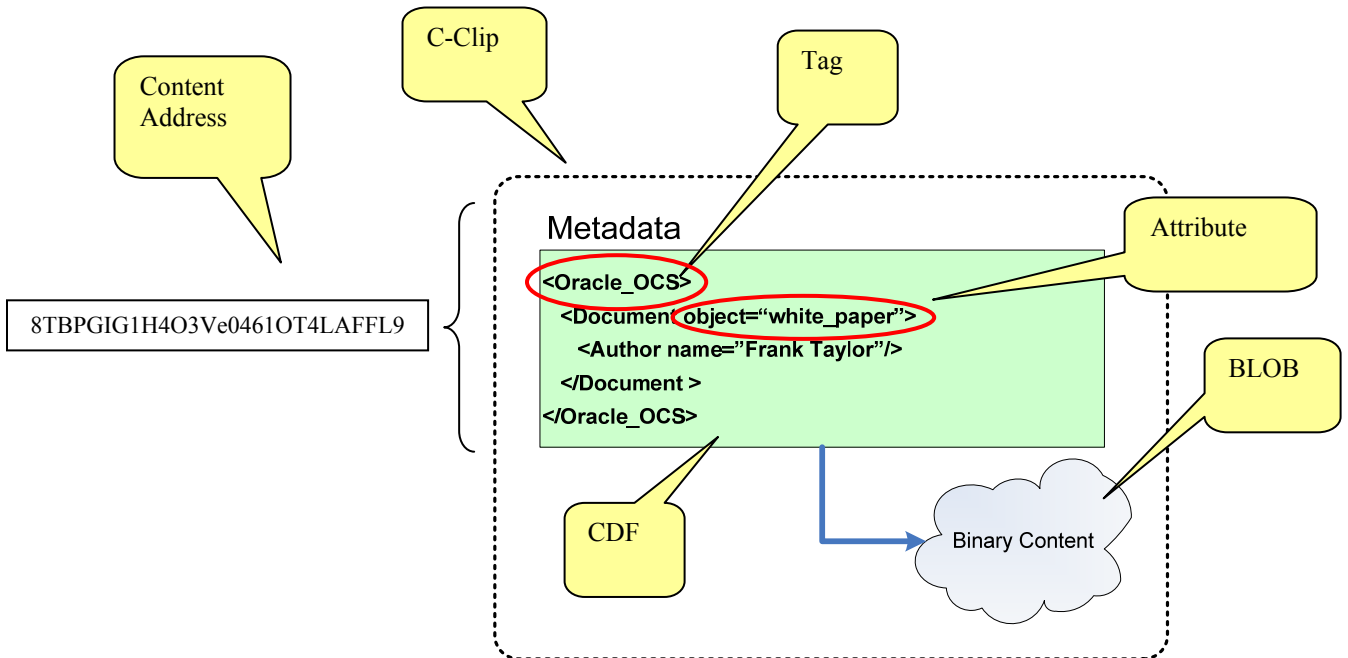 C-Clip
Tag
Content
Address
Attribute
Metadata
<Oracle_OCS>
<Document object=“white_paper”>
<Author name=”Frank Taylor”/>
</Document >
</Oracle_OCS>
8TBPGIG1H4O3Ve0461OT4LAFFL9
BLOB
CDF
Binary Content